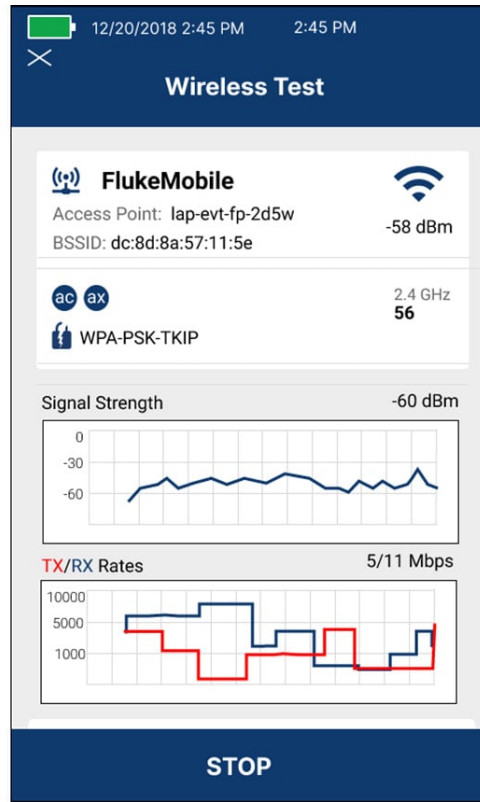 12/20/2018 2:45 PM 2:45 PM
Wireless Test
FlukeMobile
Access Point: lap-evt-fp-2d5w
-58 dBm
BSSID: dc:8d:8a:57:11:5e
ac ax
2.4 GHz
56
WPA-PSK-TKIP
Signal Strength -60 dBm
0
-30
-60
TX/RX Rates 5/11 Mbps
10000
5000
1000
STOP